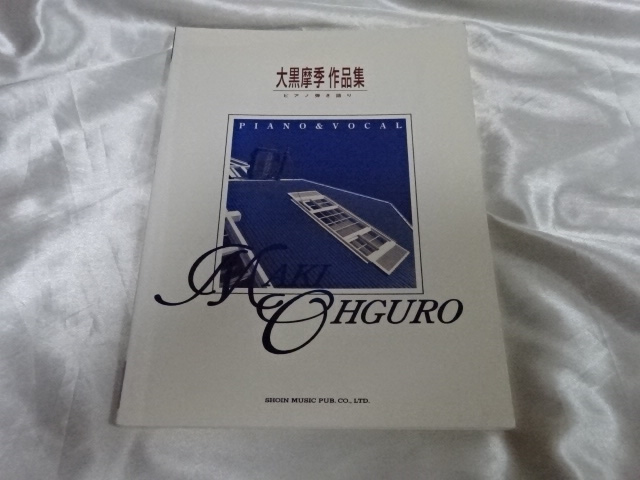 大黒摩季 作品集
ピアノ弾き語り
PIANO & VOCAL
MAKI
OHGURO
SHOIN MUSIC PUB. CO., LTD.